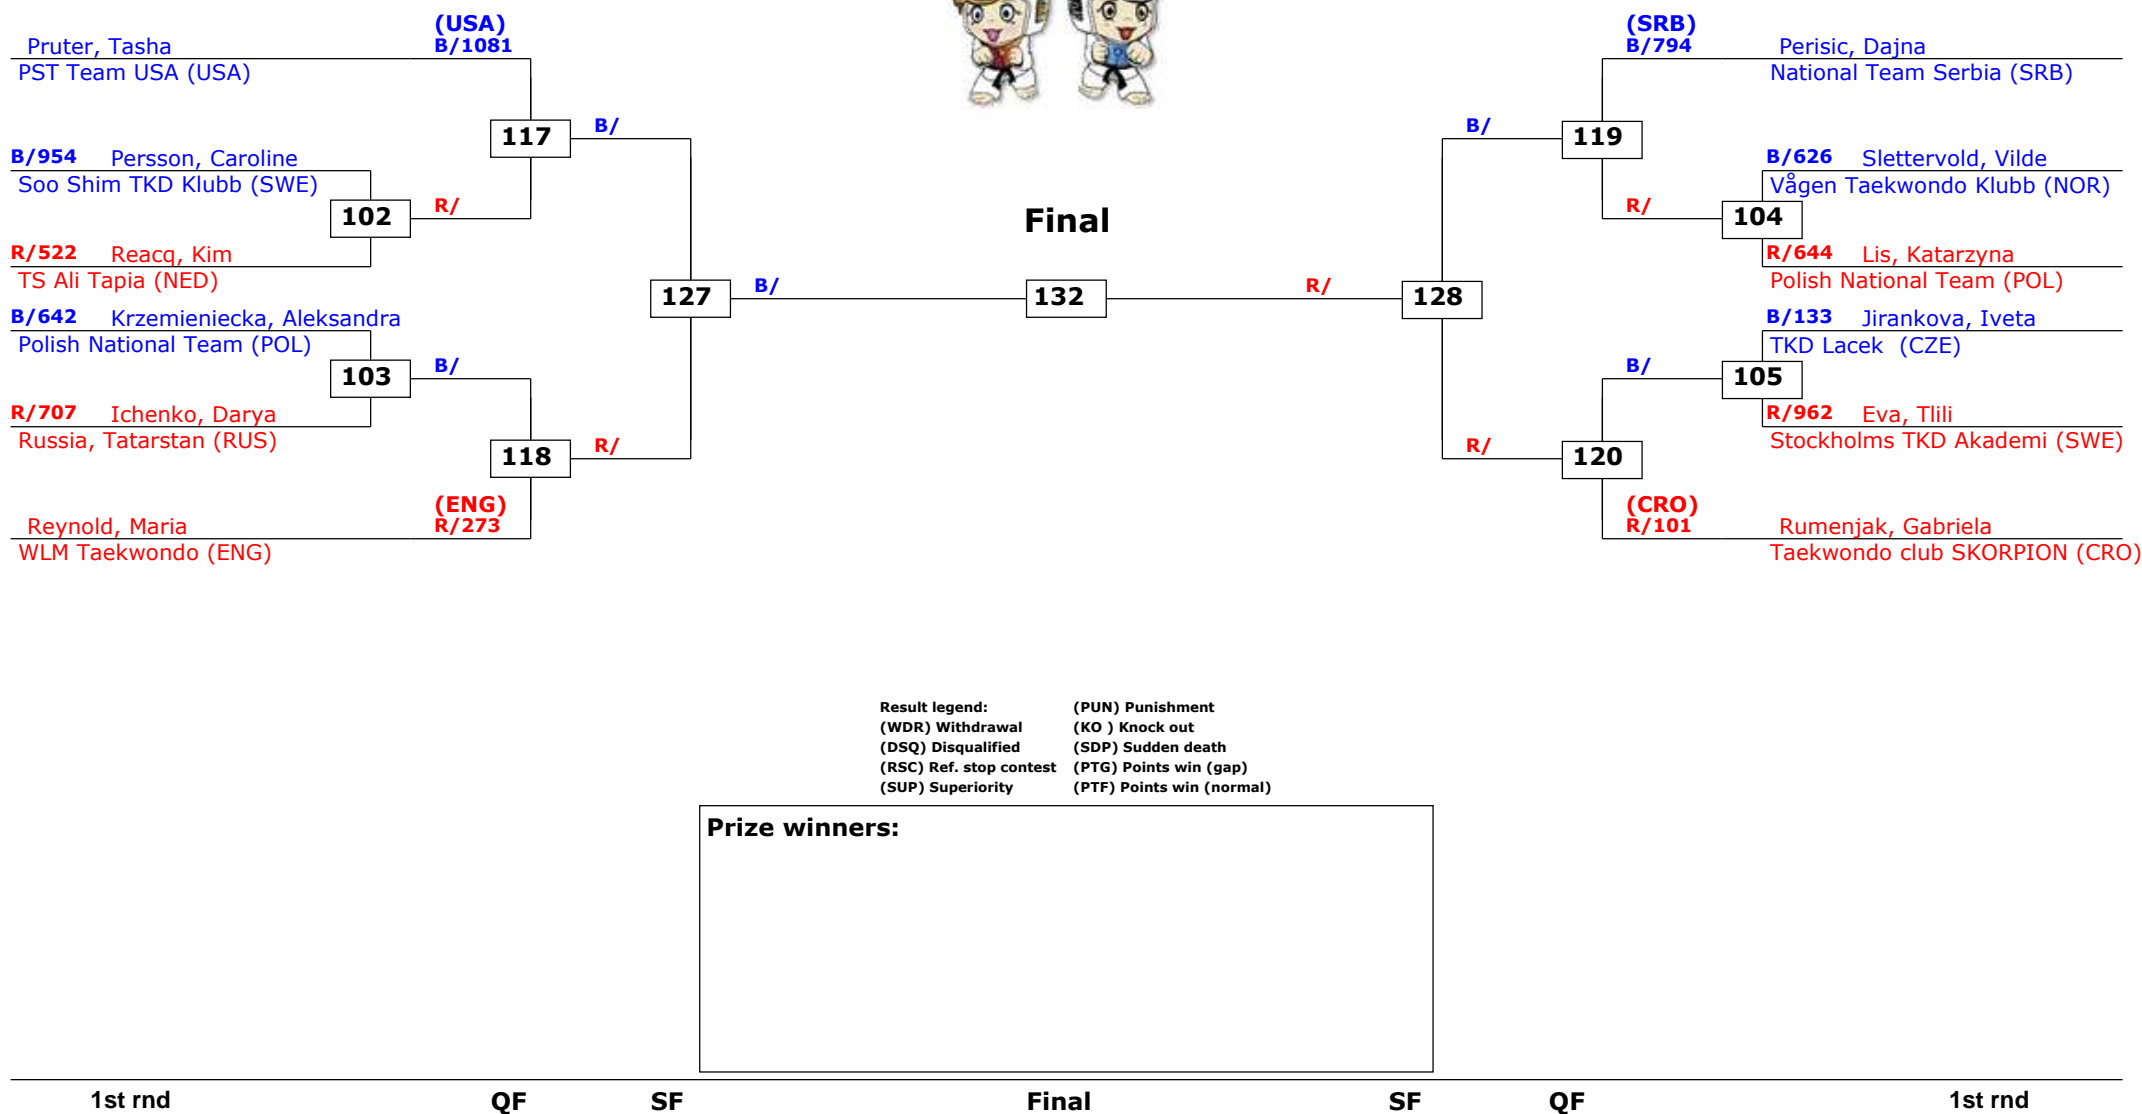 (USA)
Pruter, Tasha B/1081
PST Team USA (USA)
117 B/
B/954 Persson, Caroline
Soo Shim TKD Klubb (SWE)
102 R/
R/522 Reacq, Kim
TS Ali Tapia (NED)
127 B/
B/642 Krzemieniecka, Aleksandra
Polish National Team (POL)
103 B/
R/707 Ichenko, Darya
Russia, Tatarstan (RUS)
118 R/
(ENG)
Reynold, Maria R/273
WLM Taekwondo (ENG)
Final
132
(SRB)
B/794 Perisic, Dajna
National Team Serbia (SRB)
B/ 119
B/626 Slettervold, Vilde
Vågen Taekwondo Klubb (NOR)
R/ 104
R/644 Lis, Katarzyna
Polish National Team (POL)
R/ 128
B/133 Jirankova, Iveta
TKD Lacek (CZE)
B/ 105
R/962 Eva, Tlili
Stockholms TKD Akademi (SWE)
R/ 120
(CRO)
R/101 Rumenjak, Gabriela
Taekwondo club SKORPION (CRO)
Result legend: (PUN) Punishment
(WDR) Withdrawal (KO ) Knock out
(DSQ) Disqualified (SDP) Sudden death
(RSC) Ref. stop contest (PTG) Points win (gap)
(SUP) Superiority (PTF) Points win (normal)
Prize winners:
1st rnd QF SF Final SF QF 1st rnd